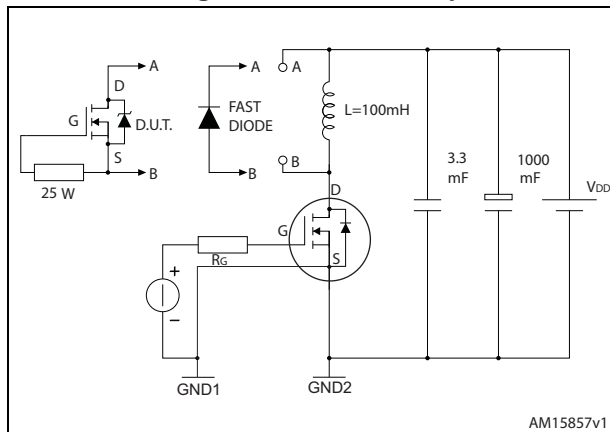 A
D
G
D.U.T.
S
B
25 W
A
FAST
DIODE
B
A
L=100mH
B
D
G
S
RG
+
–
GND1
GND2
3.3
mF
1000
mF
VDD
AM15857v1